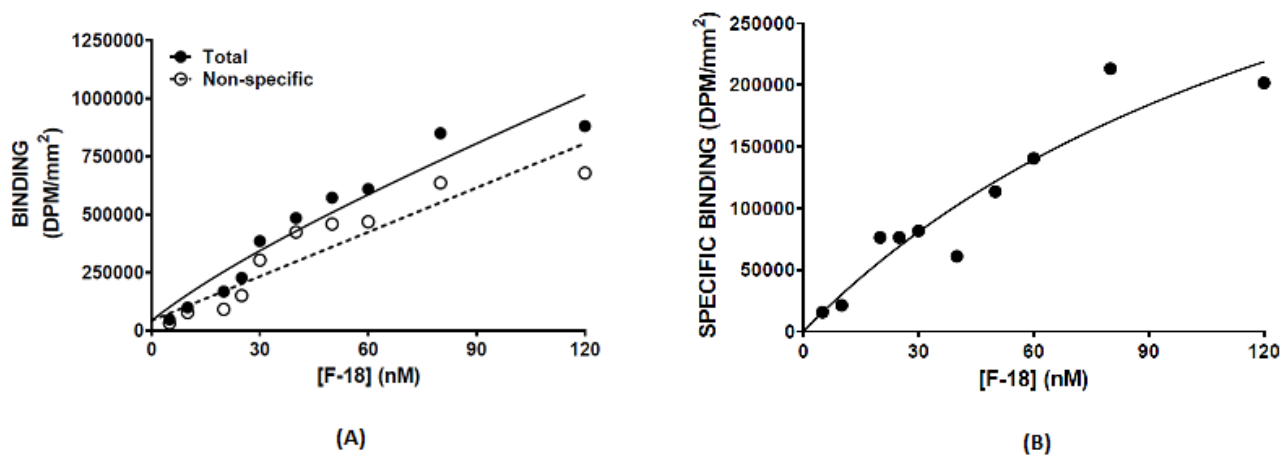 1250000
1000000
750000
500000
250000
0
BINDING
(DPM/mm²)
Total
Non-specific
0 30 60 90 120
[F-18] (nM)
(A)
250000
200000
150000
100000
50000
0
SPECIFIC BINDING (DPM/mm²)
0 30 60 90 120
[F-18] (nM)
(B)